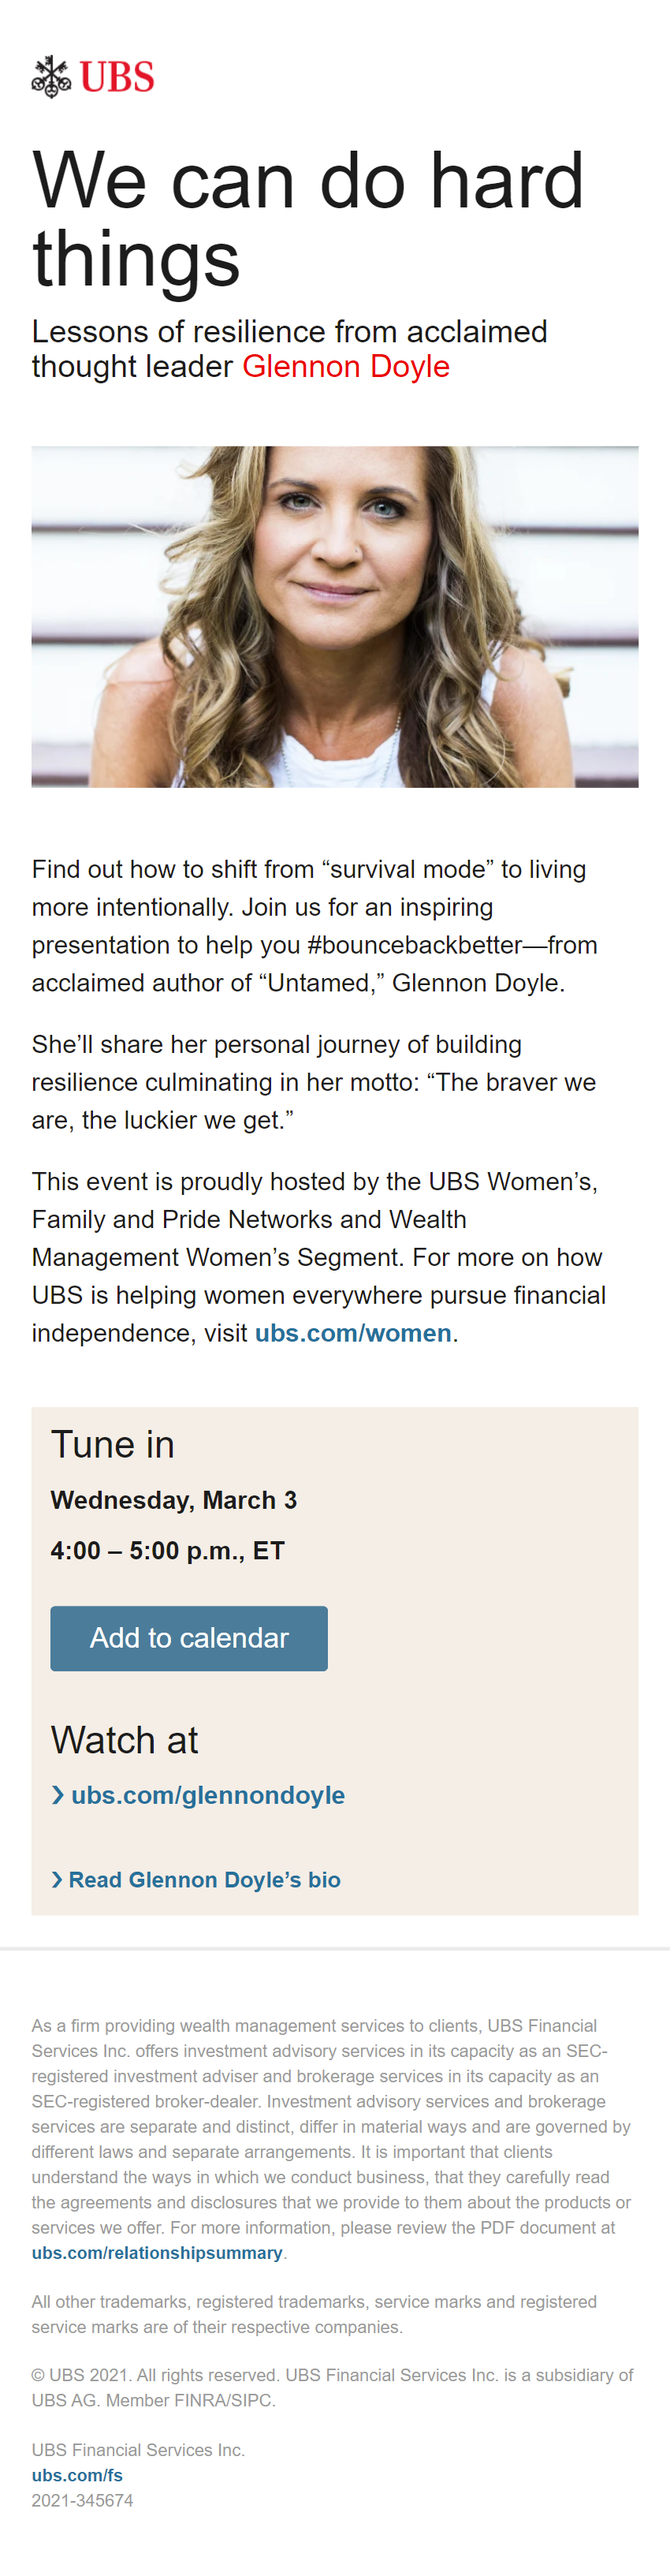 UBS
We can do hard
things
Lessons of resilience from acclaimed
thought leader Glennon Doyle
Find out how to shift from “survival mode” to living
more intentionally. Join us for an inspiring
presentation to help you #bouncebackbetter—from
acclaimed author of “Untamed,” Glennon Doyle.
She’ll share her personal journey of building
resilience culminating in her motto: “The braver we
are, the luckier we get.”
This event is proudly hosted by the UBS Women’s,
Family and Pride Networks and Wealth
Management Women’s Segment. For more on how
UBS is helping women everywhere pursue financial
independence, visit ubs.com/women.
Tune in
Wednesday, March 3
4:00 – 5:00 p.m., ET
Add to calendar
Watch at
❯ ubs.com/glennondoyle
❯ Read Glennon Doyle’s bio
As a firm providing wealth management services to clients, UBS Financial
Services Inc. offers investment advisory services in its capacity as an SEC-
registered investment adviser and brokerage services in its capacity as an
SEC-registered broker-dealer. Investment advisory services and brokerage
services are separate and distinct, differ in material ways and are governed by
different laws and separate arrangements. It is important that clients
understand the ways in which we conduct business, that they carefully read
the agreements and disclosures that we provide to them about the products or
services we offer. For more information, please review the PDF document at
ubs.com/relationshipsummary.
All other trademarks, registered trademarks, service marks and registered
service marks are of their respective companies.
© UBS 2021. All rights reserved. UBS Financial Services Inc. is a subsidiary of
UBS AG. Member FINRA/SIPC.
UBS Financial Services Inc.
ubs.com/fs
2021-345674